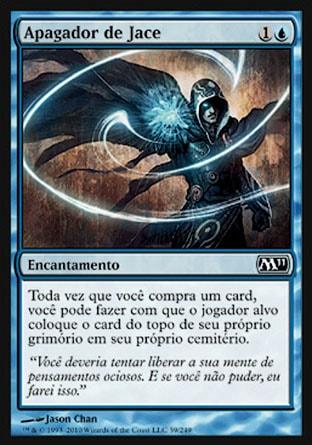 Apagador de Jace 1
Encantamento M11
Toda vez que você compra um card,
você pode fazer com que o jogador alvo
coloque o card do topo de seu próprio
grimório em seu próprio cemitério.
"Você deveria tentar liberar a sua mente de
pensamentos ociosos. E se você não puder, eu
farei isso."
Jason Chan
™ & © 1993–2010 Wizards of the Coast LLC 59/249